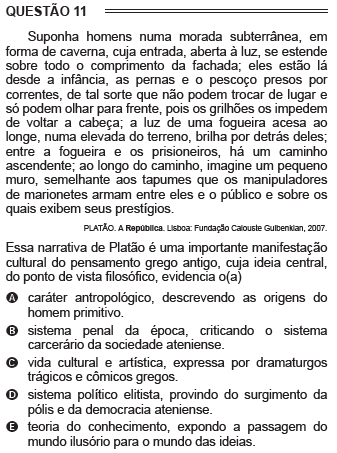 QUESTÃO 11
Suponha homens numa morada subterrânea, em
forma de caverna, cuja entrada, aberta à luz, se estende
sobre todo o comprimento da fachada; eles estão lá
desde a infância, as pernas e o pescoço presos por
correntes, de tal sorte que não podem trocar de lugar e
só podem olhar para frente, pois os grilhões os impedem
de voltar a cabeça; a luz de uma fogueira acesa ao
longe, numa elevada do terreno, brilha por detrás deles;
entre a fogueira e os prisioneiros, há um caminho
ascendente; ao longo do caminho, imagine um pequeno
muro, semelhante aos tapumes que os manipuladores
de marionetes armam entre eles e o público e sobre os
quais exibem seus prestígios.
PLATÃO. A República. Lisboa: Fundação Calouste Gulbenkian, 2007.
Essa narrativa de Platão é uma importante manifestação
cultural do pensamento grego antigo, cuja ideia central,
do ponto de vista filosófico, evidencia o(a)
A caráter antropológico, descrevendo as origens do
homem primitivo.
B sistema penal da época, criticando o sistema
carcerário da sociedade ateniense.
C vida cultural e artística, expressa por dramaturgos
trágicos e cômicos gregos.
D sistema político elitista, provindo do surgimento da
pólis e da democracia ateniense.
E teoria do conhecimento, expondo a passagem do
mundo ilusório para o mundo das ideias.